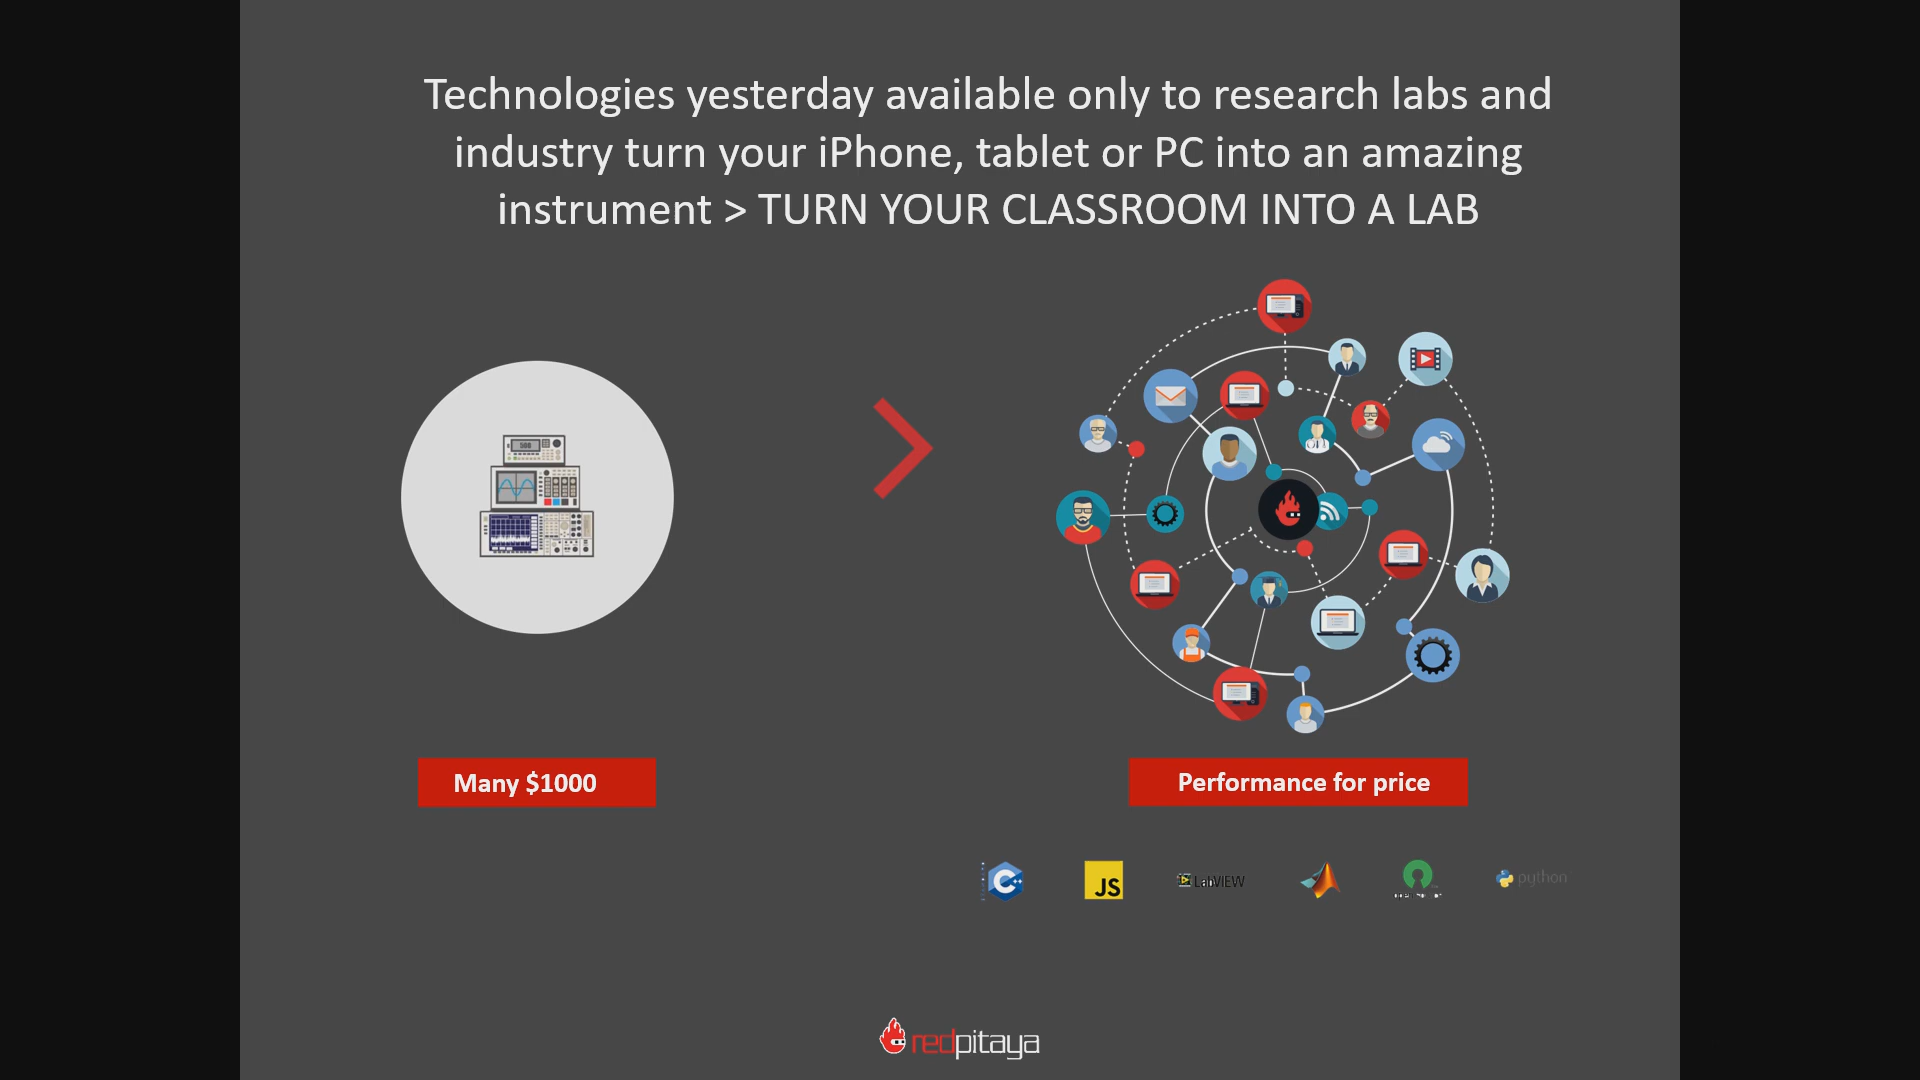 Technologies yesterday available only to research labs and
industry turn your iPhone, tablet or PC into an amazing
instrument > TURN YOUR CLASSROOM INTO A LAB
500
Many $1000
Performance for price
C++
JS
LabVIEW
python
redpitaya